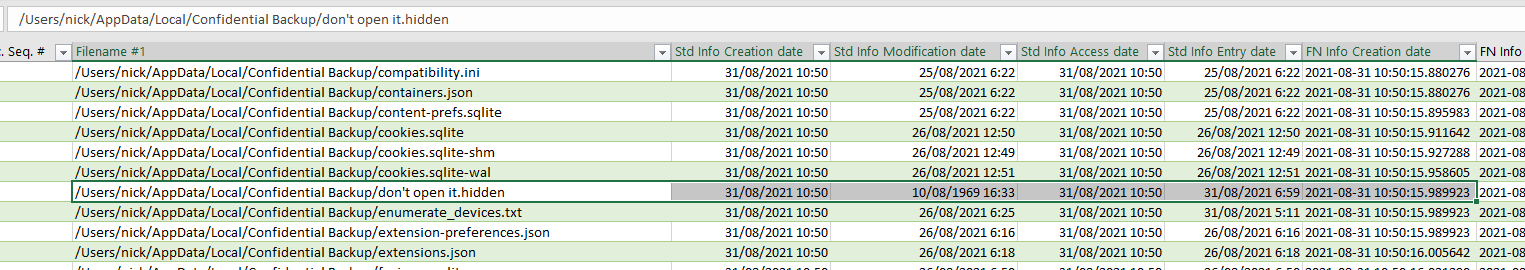 /Users/nick/AppData/Local/Confidential Backup/don't open it.hidden
. Seq. # Filename #1 Std Info Creation date Std Info Modification date Std Info Access date Std Info Entry date FN Info Creation date FN Info
/Users/nick/AppData/Local/Confidential Backup/compatibility.ini 31/08/2021 10:50 25/08/2021 6:22 31/08/2021 10:50 25/08/2021 6:22 2021-08-31 10:50:15.880276 2021-08
/Users/nick/AppData/Local/Confidential Backup/containers.json 31/08/2021 10:50 25/08/2021 6:22 31/08/2021 10:50 25/08/2021 6:22 2021-08-31 10:50:15.880276 2021-08
/Users/nick/AppData/Local/Confidential Backup/content-prefs.sqlite 31/08/2021 10:50 25/08/2021 6:22 31/08/2021 10:50 25/08/2021 6:22 2021-08-31 10:50:15.895983 2021-08
/Users/nick/AppData/Local/Confidential Backup/cookies.sqlite 31/08/2021 10:50 26/08/2021 12:50 31/08/2021 10:50 26/08/2021 12:50 2021-08-31 10:50:15.911642 2021-08
/Users/nick/AppData/Local/Confidential Backup/cookies.sqlite-shm 31/08/2021 10:50 26/08/2021 12:49 31/08/2021 10:50 26/08/2021 12:49 2021-08-31 10:50:15.927288 2021-08
/Users/nick/AppData/Local/Confidential Backup/cookies.sqlite-wal 31/08/2021 10:50 26/08/2021 12:51 31/08/2021 10:50 26/08/2021 12:51 2021-08-31 10:50:15.958605 2021-08
/Users/nick/AppData/Local/Confidential Backup/don't open it.hidden 31/08/2021 10:50 10/08/1969 16:33 31/08/2021 10:50 31/08/2021 6:59 2021-08-31 10:50:15.989923 2021-08
/Users/nick/AppData/Local/Confidential Backup/enumerate_devices.txt 31/08/2021 10:50 26/08/2021 6:25 31/08/2021 10:50 31/08/2021 5:11 2021-08-31 10:50:15.989923 2021-08
/Users/nick/AppData/Local/Confidential Backup/extension-preferences.json 31/08/2021 10:50 26/08/2021 6:16 31/08/2021 10:50 26/08/2021 6:16 2021-08-31 10:50:15.989923 2021-08
/Users/nick/AppData/Local/Confidential Backup/extensions.json 31/08/2021 10:50 26/08/2021 6:18 31/08/2021 10:50 26/08/2021 6:18 2021-08-31 10:50:16.005642 2021-08